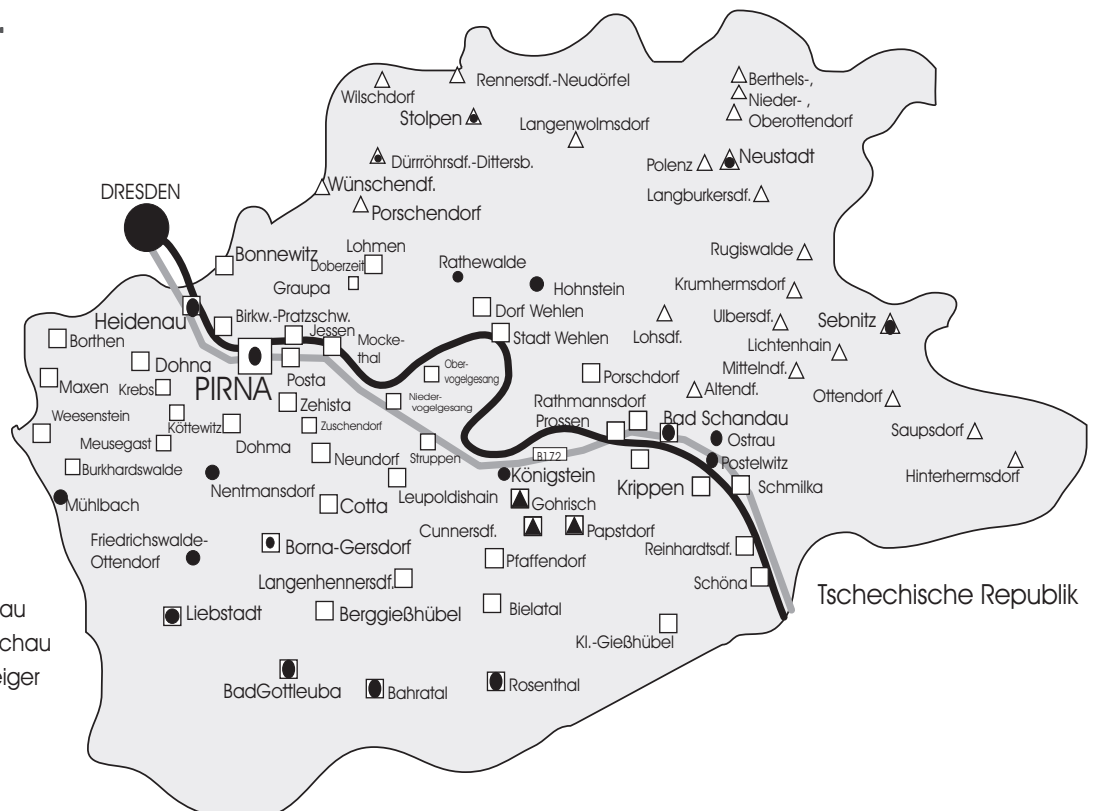 Rennersdf.-Neudörfel
Wilschdorf
Stolpen
Langenwolmsdorf
Berthels-,
Nieder- ,
Oberottendorf
Dürrröhrsdf.-Dittersb.
Polenz
Neustadt
DRESDEN
Wünschendf.
Langburkersdf.
Porschendorf
Bonnewitz
Lohmen
Doberzeit
Graupa
Rathewalde
Hohnstein
Rugiswalde
Krumhermsdorf
Heidenau
Birkw.-Pratzschw.
Dorf Wehlen
Lohsdf.
Ulbersdf.
Sebnitz
Borthen
Jessen
Mocke-
thal
Stadt Wehlen
Lichtenhain
Dohna
PIRNA
Posta
Ober-
vogelgesang
Porschdorf
Mittelndf.
Maxen
Krebs
Zehista
Nieder-
vogelgesang
Rathmannsdorf
Altendf.
Ottendorf
Weesenstein
Köttewitz
Zuschendorf
Prossen
Bad Schandau
Saupsdorf
Meusegast
Dohma
Struppen
B172
Ostrau
Burkhardswalde
Neundorf
Königstein
Postelwitz
Hinterhermsdorf
Mühlbach
Nentmansdorf
Cotta
Leupoldishain
Gohrisch
Krippen
Schmilka
Friedrichswalde-
Ottendorf
Borna-Gersdorf
Cunnersdf.
Papstdorf
Reinhardtsdf.
Langenhennersdf.
Pfaffendorf
Schöna
Liebstadt
Berggießhübel
Bielatal
Tschechische Republik
au
chau
eiger
Kl.-Gießhübel
BadGottleuba
Bahratal
Rosenthal